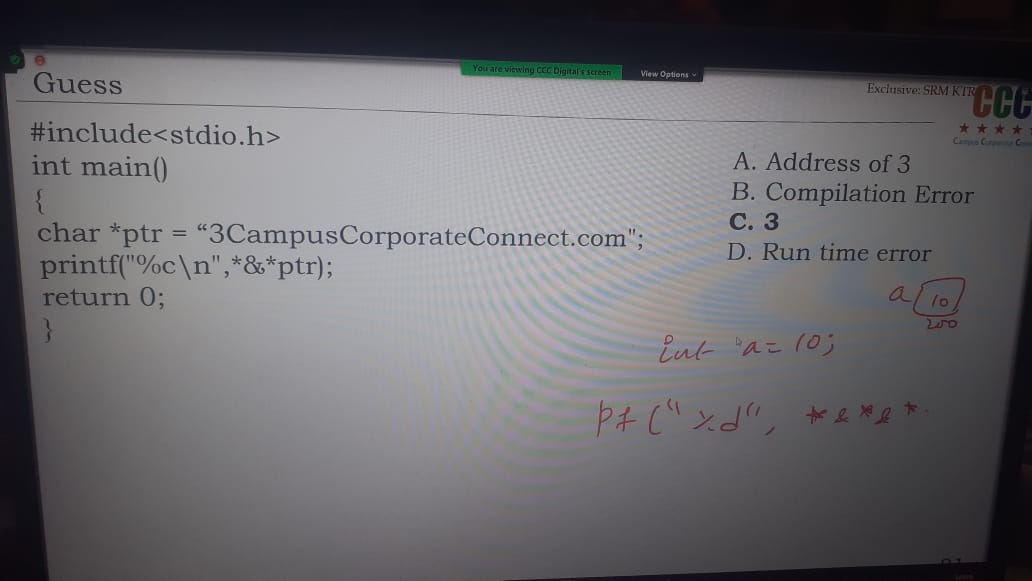 You are viewing CCC Digital's screen View Options
Guess
Exclusive: SRM KTR
CCC
Campus Corporate
#include<stdio.h>
int main()
{
char *ptr = “3CampusCorporateConnect.com";
printf("%c\n",*&*ptr);
return 0;
}
A. Address of 3
B. Compilation Error
C. 3
D. Run time error
a 10
200
int a = 10;
pf ("%d", *&*&*